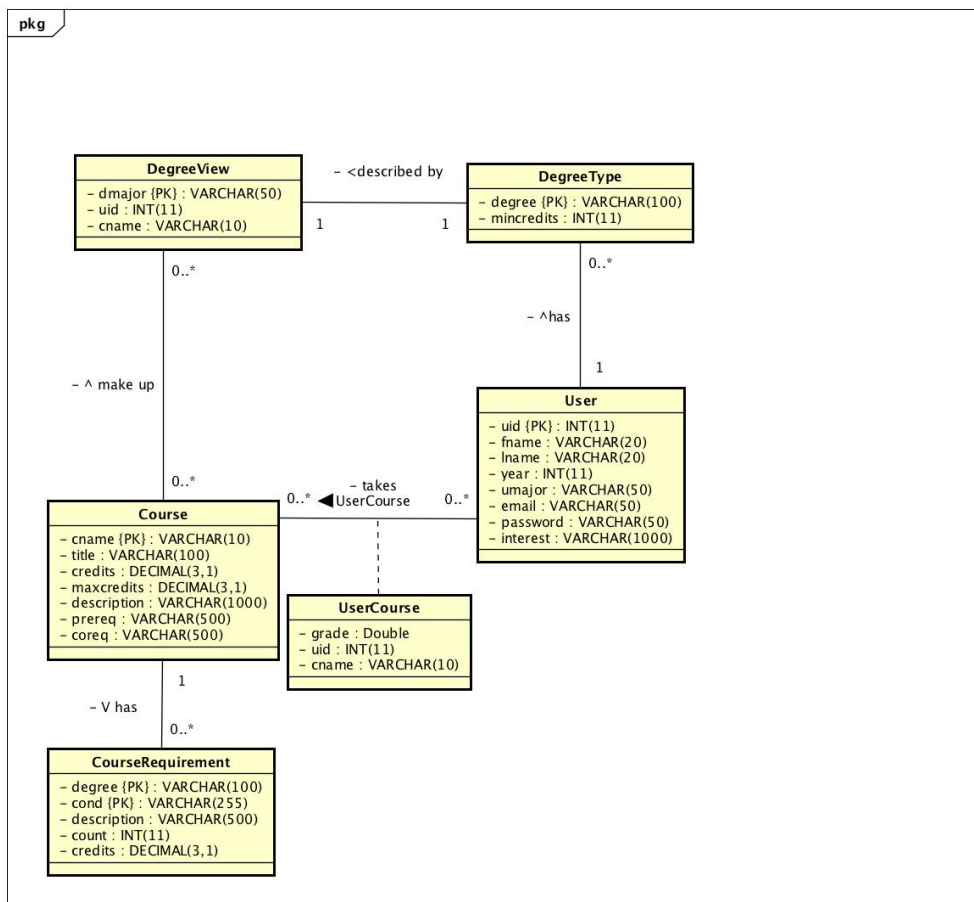 pkg
DegreeView
- dmajor {PK} : VARCHAR(50)
- uid : INT(11)
- cname : VARCHAR(10)
- <described by
1
1
DegreeType
- degree {PK} : VARCHAR(100)
- mincredits : INT(11)
0..*
0..*
- ^has
1
- ^ make up
User
- uid {PK} : INT(11)
- fname : VARCHAR(20)
- lname : VARCHAR(20)
- year : INT(11)
- umajor : VARCHAR(50)
- email : VARCHAR(50)
- password : VARCHAR(50)
- interest : VARCHAR(1000)
0..*
0..*
- takes
UserCourse
0..*
Course
- cname {PK} : VARCHAR(10)
- title : VARCHAR(100)
- credits : DECIMAL(3,1)
- maxcredits : DECIMAL(3,1)
- description : VARCHAR(1000)
- prereq : VARCHAR(500)
- coreq : VARCHAR(500)
UserCourse
- grade : Double
- uid : INT(11)
- cname : VARCHAR(10)
1
- V has
0..*
CourseRequirement
- degree {PK} : VARCHAR(100)
- cond {PK} : VARCHAR(255)
- description : VARCHAR(500)
- count : INT(11)
- credits : DECIMAL(3,1)